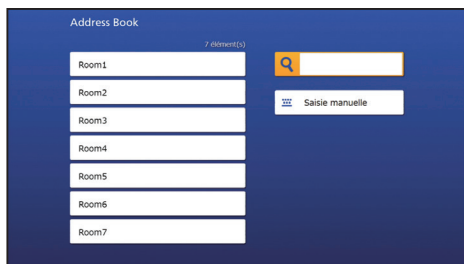 Address Book
7 élément(s)
Room1
Room2
Room3
Room4
Room5
Room6
Room7
Saisie manuelle